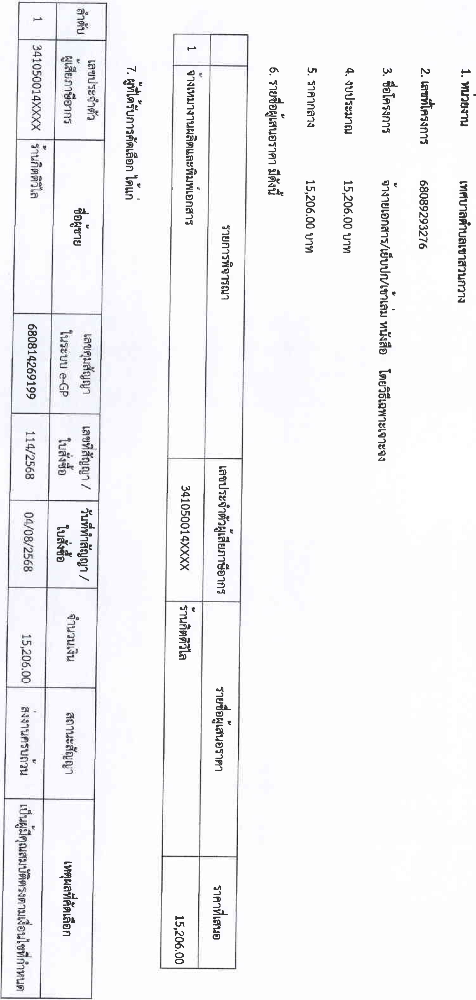 1. หน่วยงาน เทศบาลตำบลเขาสวนกวาง
2. เลขที่โครงการ 68089293276
3. ชื่อโครงการ จ้างายเอกสาร/เย็บปก/เข้าเล่ม หนังสือ โดยวิธีเฉพาะเจาะจง
4. งบประมาณ 15,206.00 บาท
5. ราคากลาง 15,206.00 บาท
6. รายชื่อผู้เสนอราคา มีดังนี้
รายการพิจารณา เลขประจำตัวผู้เสียภาษีอากร รายชื่อผู้เสนอราคา ราคาที่เสนอ
1 จ้างเหมางานผลิตและพิมพ์เอกสาร 341050014XXXX ร้านกิตติวิไล 15,206.00
7. ผู้ที่ได้รับการคัดเลือก ได้แก่
ลำดับ เลขประจำตัว ชื่อผู้ขาย เลขคุมสัญญา เลขที่สัญญา / วันที่ทำสัญญา / จำนวนเงิน สถานะสัญญา เหตุผลที่คัดเลือก
ผู้เสียภาษีอากร ในระบบ e-GP ใบสั่งซื้อ ใบสั่งซื้อ
1 341050014XXXX ร้านกิตติวิไล 680814269199 114/2568 04/08/2568 15,206.00 ส่งงานครบถ้วน เป็นผู้มีคุณสมบัติตรงตามเงื่อนไขที่กำหนด